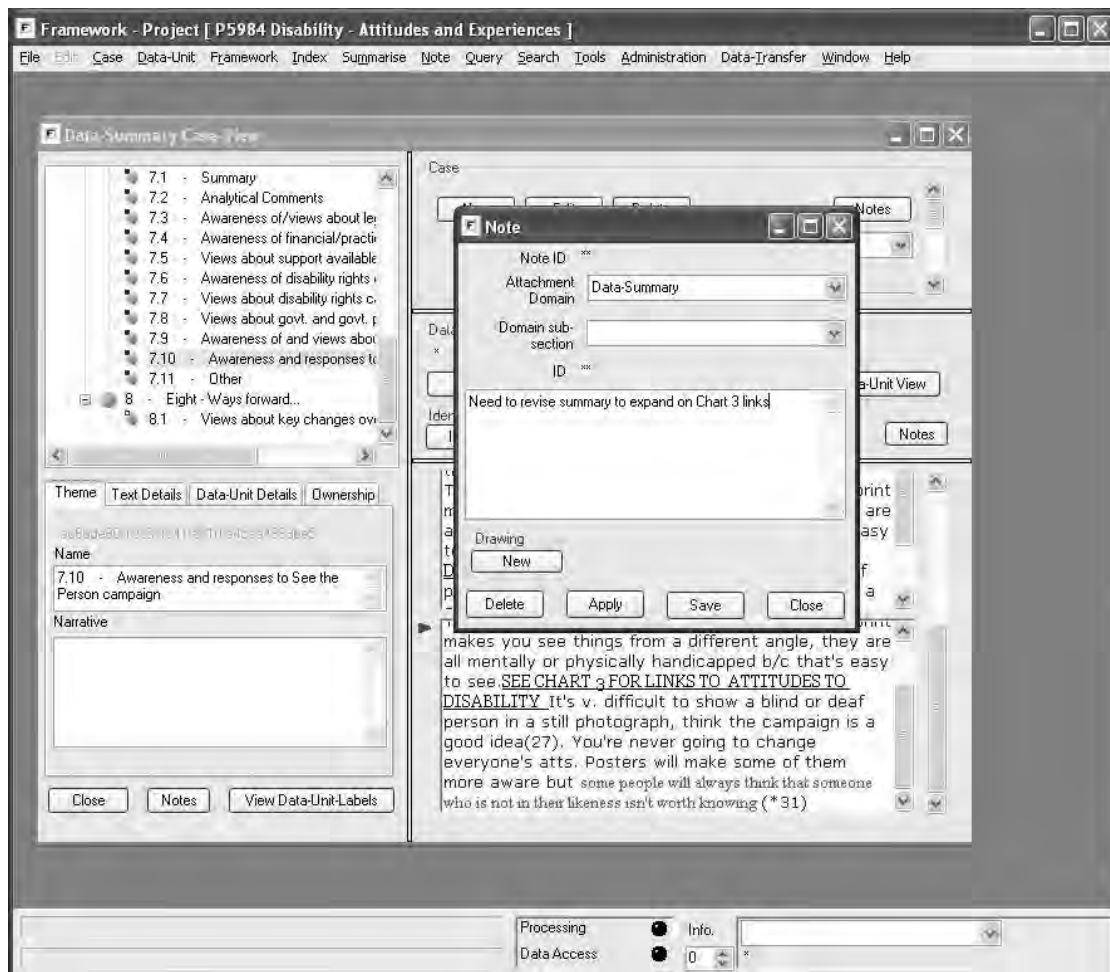 Framework - Project [ P5984 Disability - Attitudes and Experiences ]
File Edit Case Data-Unit Framework Index Summarise Note Query Search Tools Administration Data-Transfer Window Help
Data-Summary Case-View
7.1 - Summary
7.2 - Analytical Comments
7.3 - Awareness of/views about le
7.4 - Awareness of financial/practi
7.5 - Views about support available
7.6 - Awareness of disability rights
7.7 - Views about disability rights c
7.8 - Views about govt. and govt. p
7.9 - Awareness of and views abou
7.10 - Awareness and responses to
7.11 - Other
8 - Eight - Ways forward...
8.1 - Views about key changes ov
Theme Text Details Data-Unit Details Ownership
Name
7.10 - Awareness and responses to See the
Person campaign
Narrative
Close Notes View Data-Unit-Labels
Case
Notes
Data
*
a-Unit View
Iden
Notes
print
are
asy
f
a
Note
Note ID **
Attachment
Domain
Data-Summary
Domain sub-
section
ID **
Need to revise summary to expand on Chart 3 links
Drawing
New
Delete Apply Save Close
makes you see things from a different angle, they are
all mentally or physically handicapped b/c that's easy
to see.SEE CHART 3 FOR LINKS TO ATTITUDES TO
DISABILITY It's v. difficult to show a blind or deaf
person in a still photograph, think the campaign is a
good idea(27). You're never going to change
everyone's atts. Posters will make some of them
more aware but some people will always think that someone
who is not in their likeness isn't worth knowing (*31)
Processing Info.
Data Access 0 *